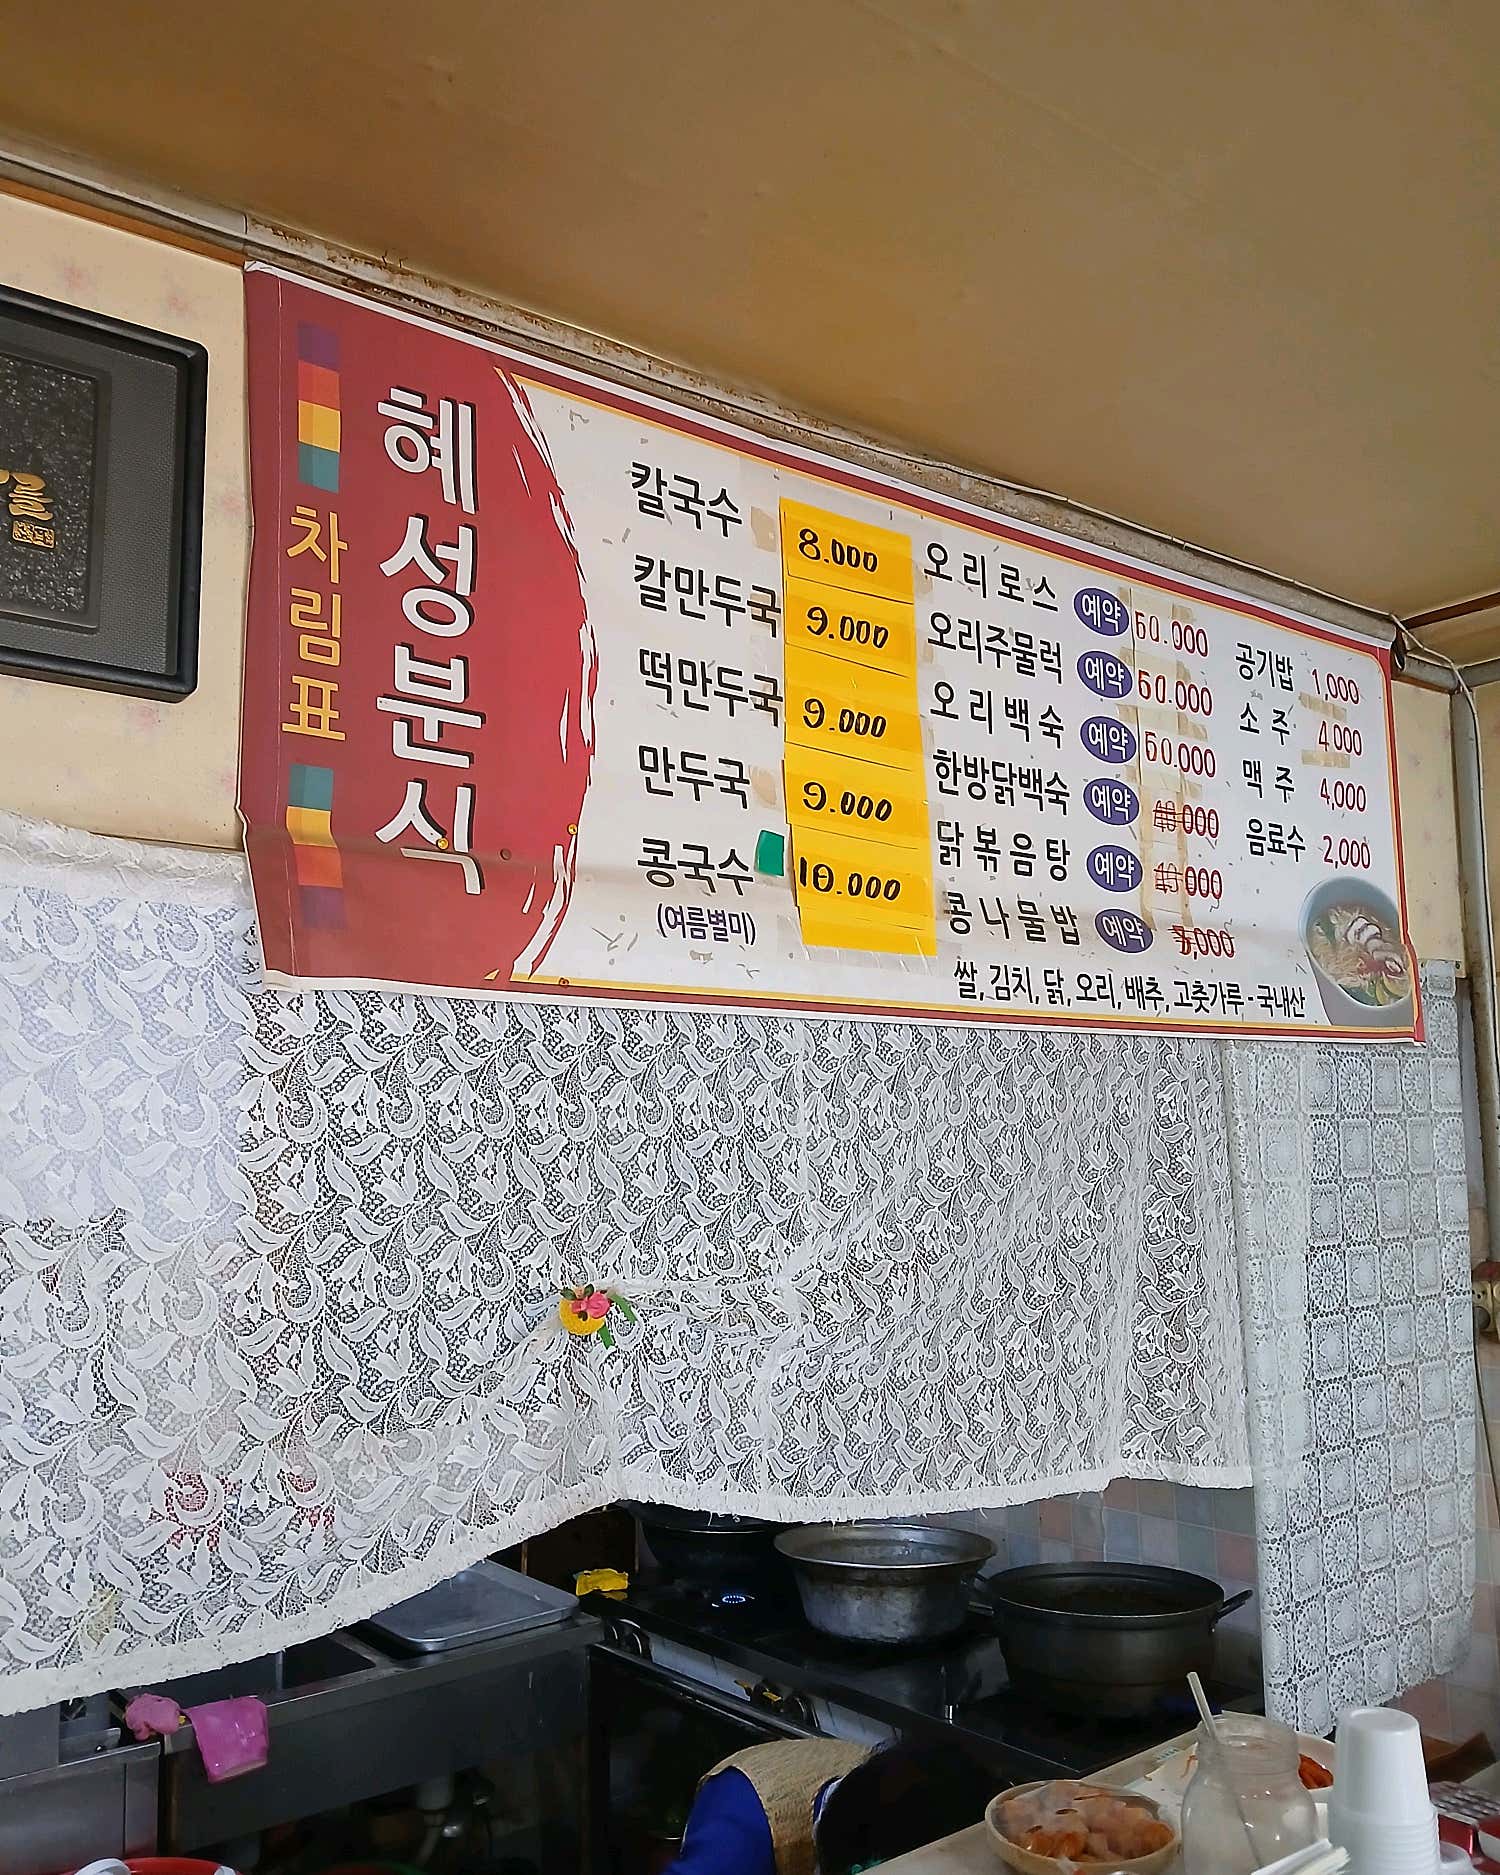 를
혜성분식
차림표
칼국수 8.000
칼만두국 9.000
떡만두국 9.000
만두국 9.000
콩국수 10.000
(여름별미)
오리로스 예약 60.000
오리주물럭 예약 60.000
오리백숙 예약 60.000
한방닭백숙 예약 000
닭볶음탕 예약 000
콩나물밥 예약 ,000
공기밥 1,000
소주 4000
맥주 4,000
음료수 2,000
쌀, 김치, 닭, 오리, 배추, 고춧가루-국내산